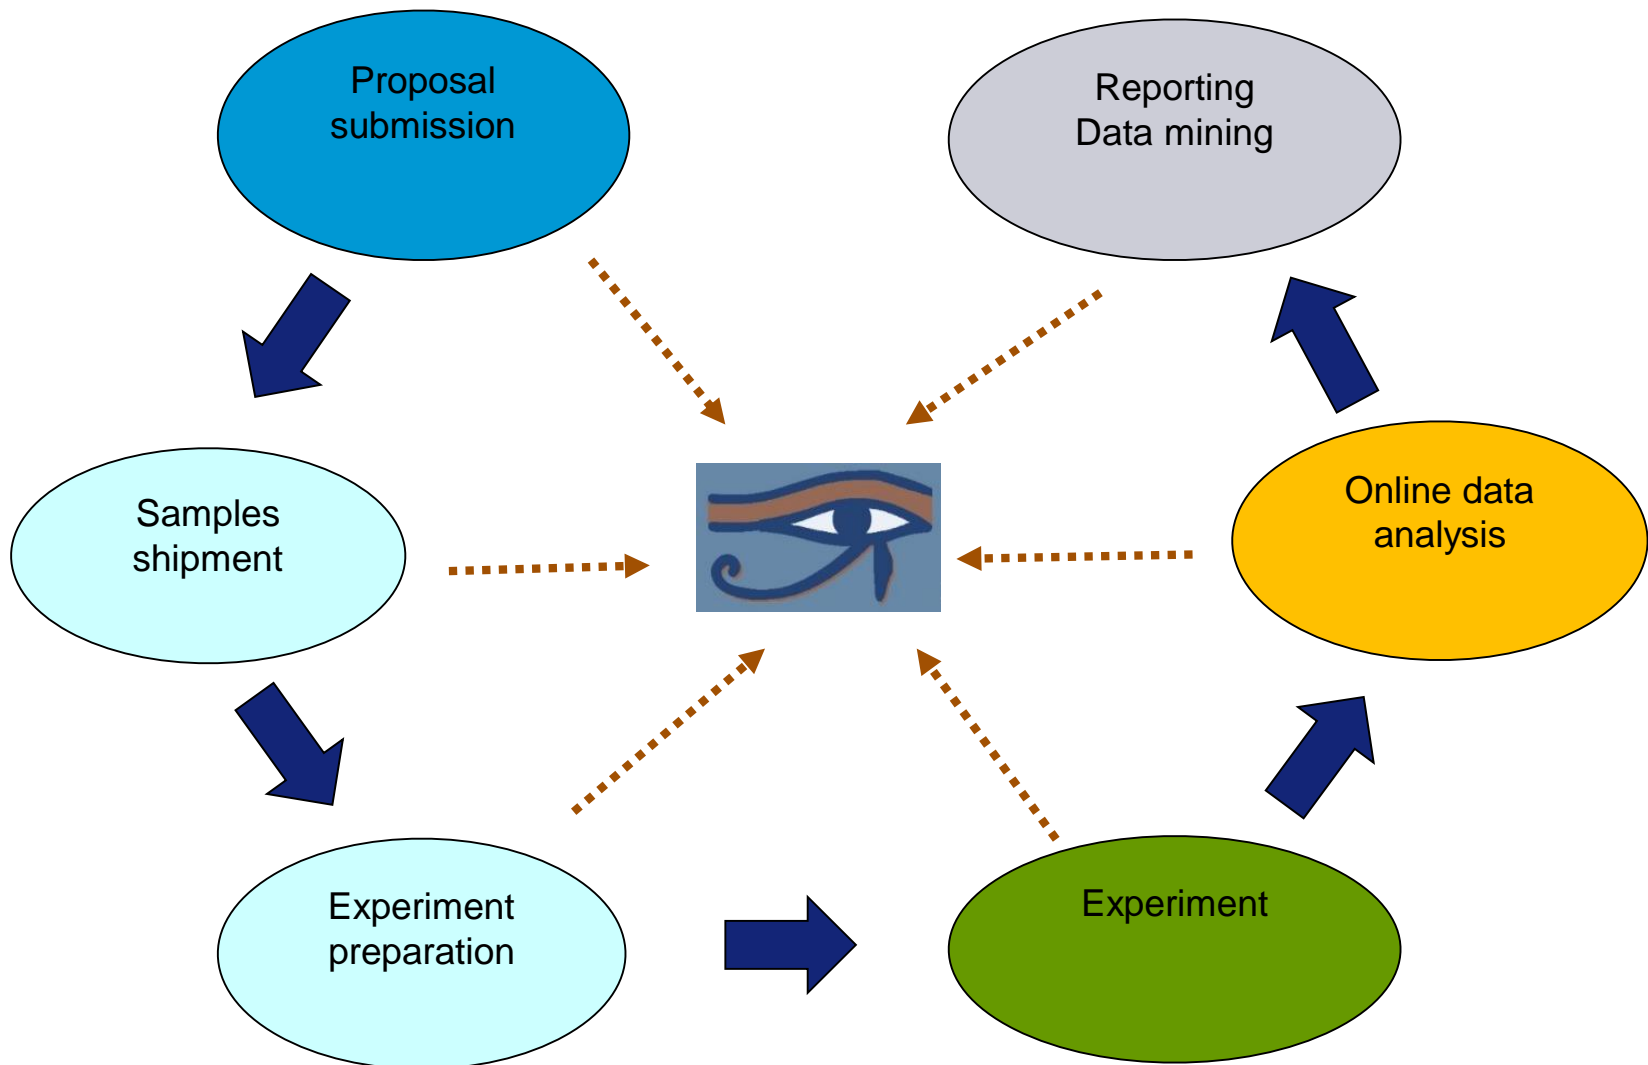 Proposal
submission
Reporting
Data mining
Samples
shipment
Online data
analysis
Experiment
preparation
Experiment